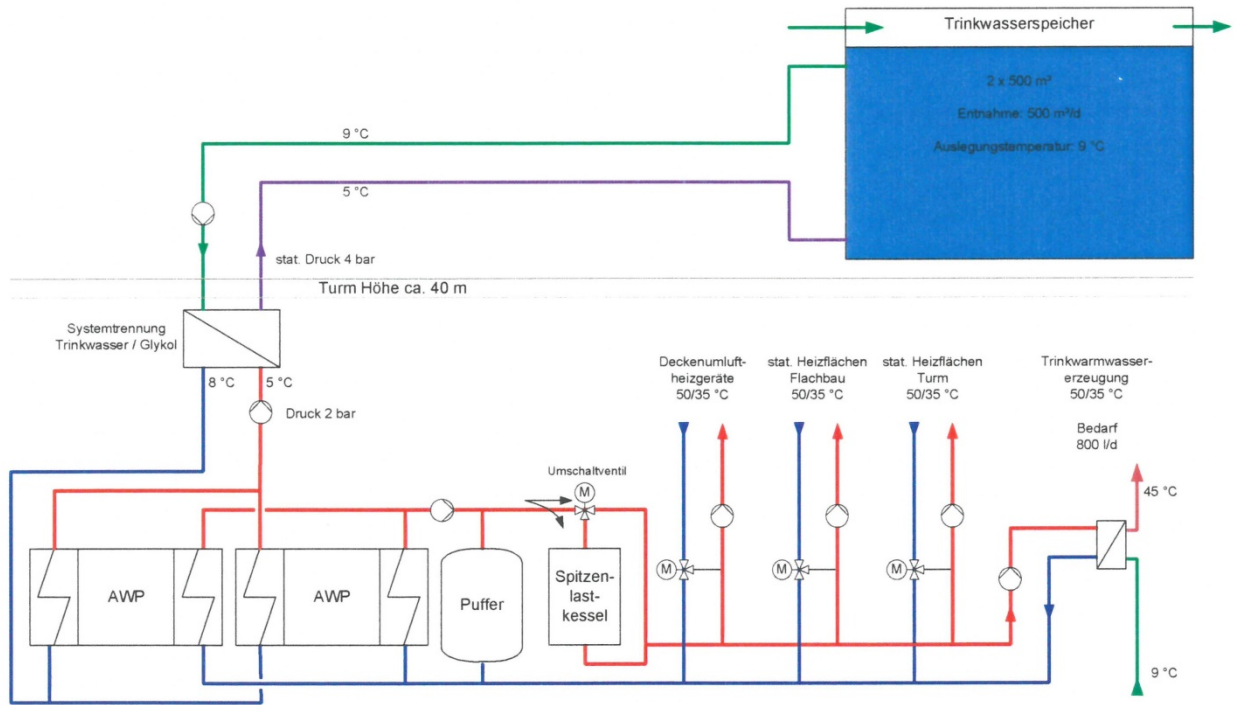 Trinkwasserspeicher
2 x 500 m³
Entnahme: 500 m³/d
Auslegungstemperatur: 9 °C
9 °C
5 °C
stat. Druck 4 bar
Turm Höhe ca. 40 m
Systemtrennung
Trinkwasser / Glykol
8 °C
5 °C
Druck 2 bar
Deckenumluft-
heizgeräte
50/35 °C
stat. Heizflächen
Flachbau
50/35 °C
stat. Heizflächen
Turm
50/35 °C
Trinkwarmwasser-
erzeugung
50/35 °C
Bedarf
800 l/d
Umschaltventil
M
45 °C
AWP
AWP
Puffer
Spitzen-
last-
kessel
M
M
M
9 °C